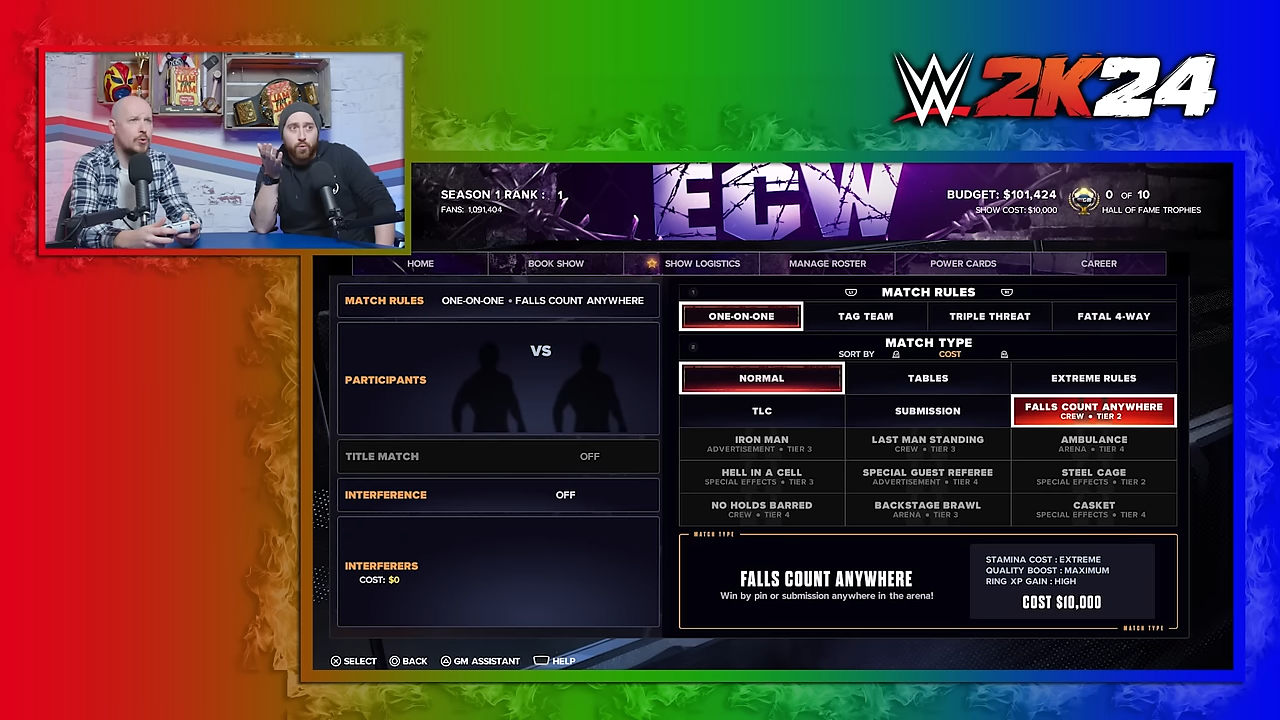 W 2K24
JAM
JAM
ECW
SEASON 1 RANK : 1
FANS: 1,091,404
BUDGET: $101,424
SHOW COST: $10,000
0 OF 10
HALL OF FAME TROPHIES
HOME
BOOK SHOW
SHOW LOGISTICS
MANAGE ROSTER
POWER CARDS
CAREER
MATCH RULES
ONE-ON-ONE • FALLS COUNT ANYWHERE
PARTICIPANTS
VS
TITLE MATCH
OFF
INTERFERENCE
OFF
INTERFERERS
COST: $0
MATCH RULES
ONE-ON-ONE
TAG TEAM
TRIPLE THREAT
FATAL 4-WAY
MATCH TYPE
SORT BY
COST
NORMAL
TABLES
EXTREME RULES
TLC
SUBMISSION
FALLS COUNT ANYWHERE
CREW • TIER 2
IRON MAN
ADVERTISEMENT • TIER 3
LAST MAN STANDING
CREW • TIER 3
AMBULANCE
ARENA • TIER 4
HELL IN A CELL
SPECIAL EFFECTS • TIER 3
SPECIAL GUEST REFEREE
ADVERTISEMENT • TIER 4
STEEL CAGE
SPECIAL EFFECTS • TIER 2
NO HOLDS BARRED
CREW • TIER 4
BACKSTAGE BRAWL
ARENA • TIER 3
CASKET
SPECIAL EFFECTS • TIER 4
MATCH TYPE
FALLS COUNT ANYWHERE
Win by pin or submission anywhere in the arena!
STAMINA COST : EXTREME
QUALITY BOOST : MAXIMUM
RING XP GAIN : HIGH
COST $10,000
MATCH TYPE
SELECT
BACK
GM ASSISTANT
HELP